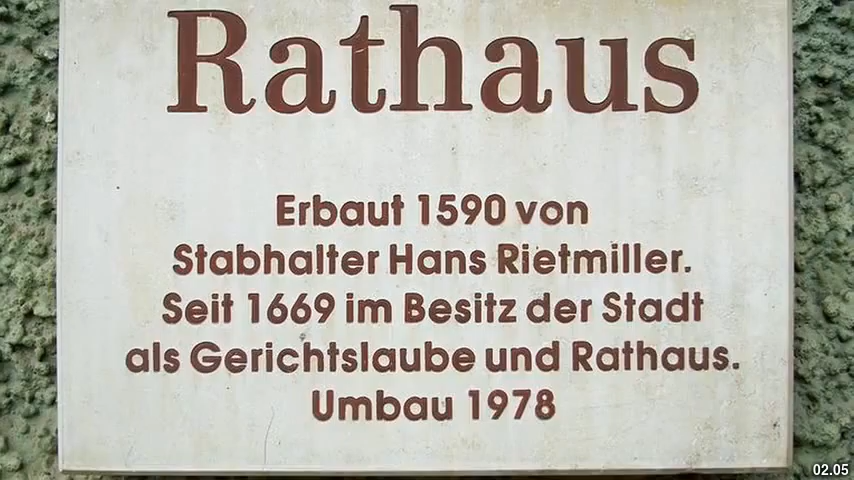 Rathaus
Erbaut 1590 von
Stabhalter Hans Rietmiller.
Seit 1669 im Besitz der Stadt
als Gerichtslaube und Rathaus.
Umbau 1978
02.05